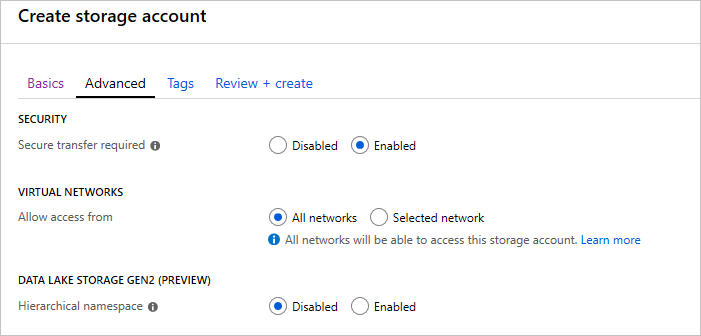 Create storage account
Basics Advanced Tags Review + create
SECURITY
Secure transfer required Disabled Enabled
VIRTUAL NETWORKS
Allow access from All networks Selected network
All networks will be able to access this storage account. Learn more
DATA LAKE STORAGE GEN2 (PREVIEW)
Hierarchical namespace Disabled Enabled